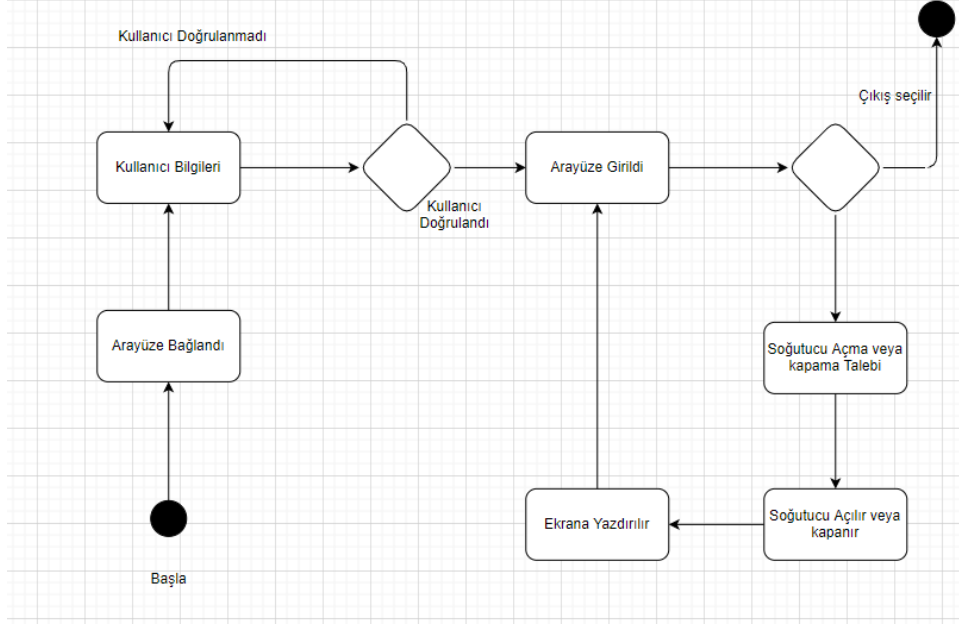 Kullanıcı Doğrulanmadı
Çıkış seçilir
Kullanıcı Bilgileri
Arayüze Girildi
Kullanıcı
Doğrulandı
Arayüze Bağlandı
Soğutucu Açma veya
kapama Talebi
Ekrana Yazdırılır
Soğutucu Açılır veya
kapanır
Başla